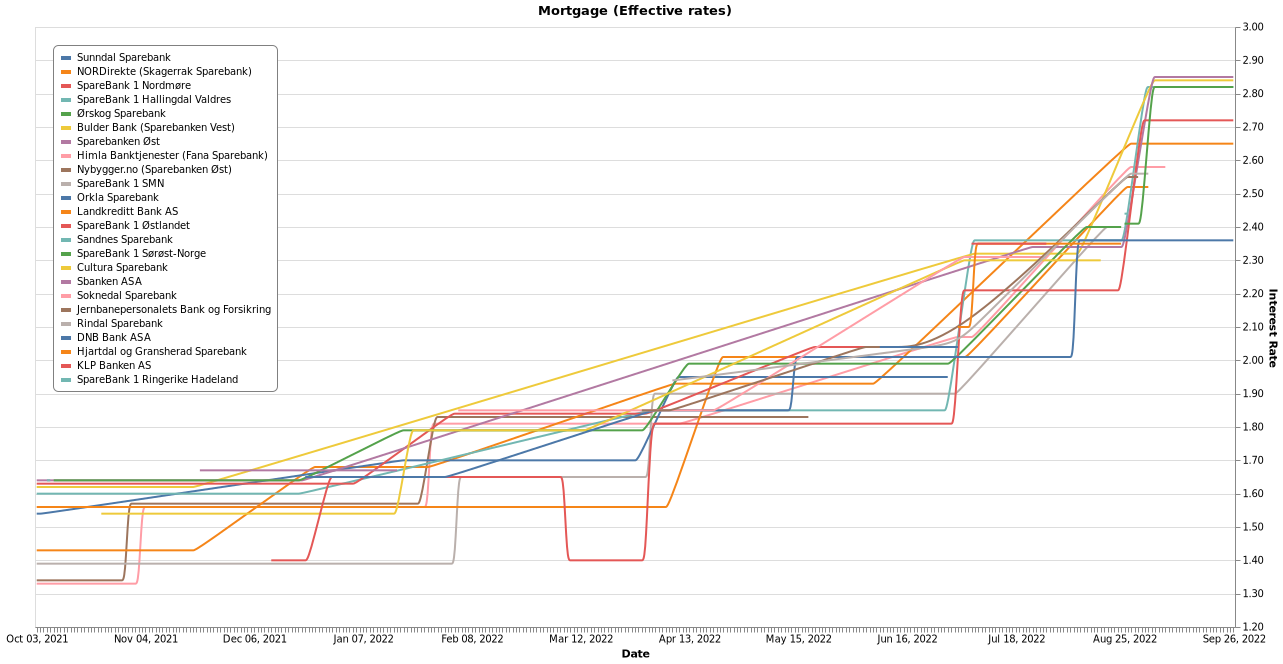 Mortgage (Effective rates)
Sunndal Sparebank
NORDirekte (Skagerrak Sparebank)
SpareBank 1 Nordmøre
SpareBank 1 Hallingdal Valdres
Ørskog Sparebank
Bulder Bank (Sparebanken Vest)
Sparebanken Øst
Himla Banktjenester (Fana Sparebank)
Nybygger.no (Sparebanken Øst)
SpareBank 1 SMN
Orkla Sparebank
Landkreditt Bank AS
SpareBank 1 Østlandet
Sandnes Sparebank
SpareBank 1 Sørøst-Norge
Cultura Sparebank
Sbanken ASA
Soknedal Sparebank
Jernbanepersonalets Bank og Forsikring
Rindal Sparebank
DNB Bank ASA
Hjartdal og Gransherad Sparebank
KLP Banken AS
SpareBank 1 Ringerike Hadeland
3.00
2.90
2.80
2.70
2.60
2.50
2.40
2.30
2.20
2.10
2.00
1.90
1.80
1.70
1.60
1.50
1.40
1.30
1.20
Interest Rate
Oct 03, 2021 Nov 04, 2021 Dec 06, 2021 Jan 07, 2022 Feb 08, 2022 Mar 12, 2022 Apr 13, 2022 May 15, 2022 Jun 16, 2022 Jul 18, 2022 Aug 25, 2022 Sep 26, 2022
Date